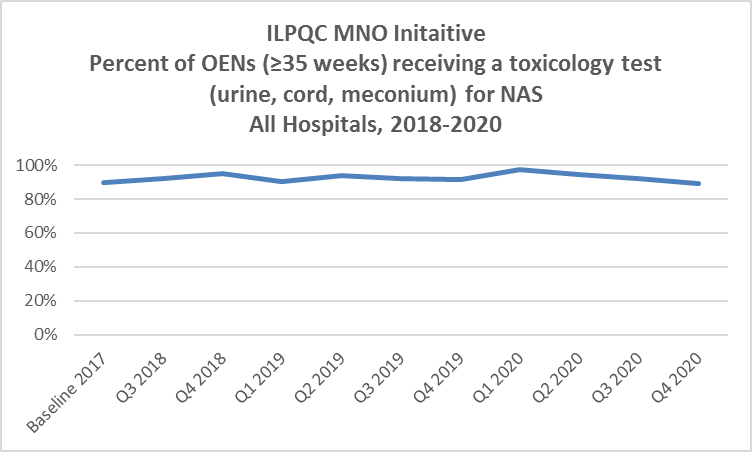 ILPQC MNO Initaitive
Percent of OENs (≥35 weeks) receiving a toxicology test
(urine, cord, meconium) for NAS
All Hospitals, 2018-2020
100%
80%
60%
40%
20%
0%
Baseline 2017
Q3 2018
Q4 2018
Q1 2019
Q2 2019
Q3 2019
Q4 2019
Q1 2020
Q2 2020
Q3 2020
Q4 2020